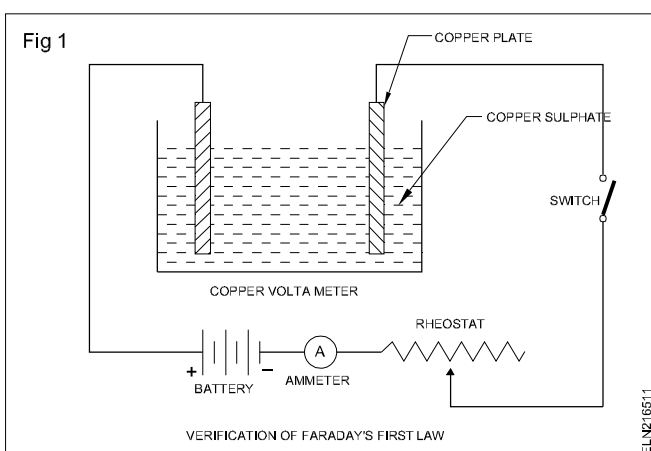 Fig 1
COPPER PLATE
COPPER SULPHATE
SWITCH
COPPER VOLTA METER
RHEOSTAT
A
+
–
BATTERY
AMMETER
VERIFICATION OF FARADAY'S FIRST LAW
ELN216511